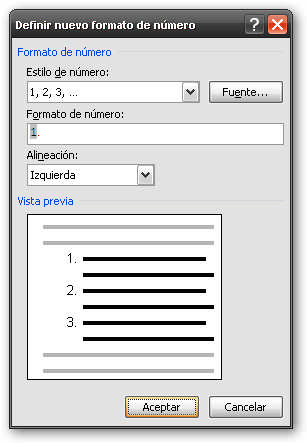 Definir nuevo formato de número
Formato de número
Estilo de número:
1, 2, 3, ...
Fuente...
Formato de número:
1.
Alineación:
Izquierda
Vista previa
1.
2.
3.
Aceptar
Cancelar